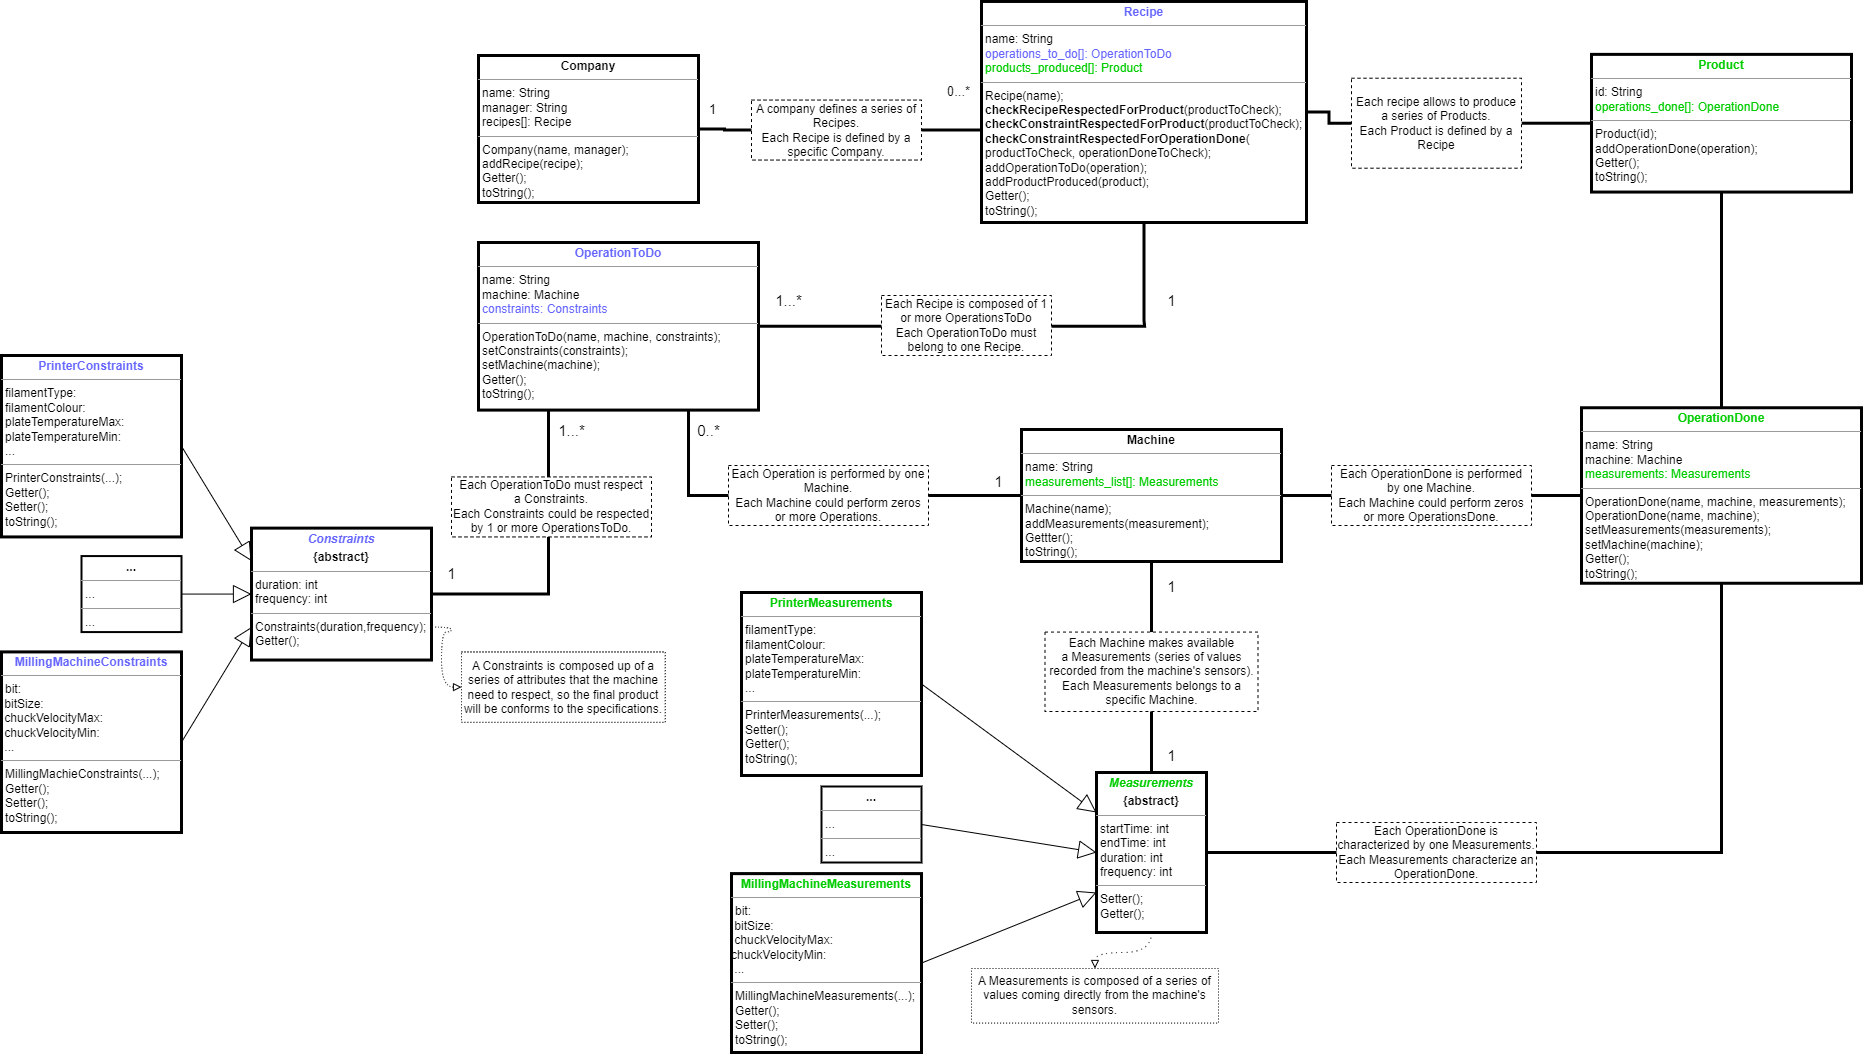 Recipe
name: String
operations_to_do[]: OperationToDo
products_produced[]: Product
Recipe(name);
checkRecipeRespectedForProduct(productToCheck);
checkConstraintRespectedForProduct(productToCheck);
checkConstraintRespectedForOperationDone(
productToCheck, operationDoneToCheck);
addOperationToDo(operation);
addProductProduced(product);
Getter();
toString();
Company
name: String
manager: String
recipes[]: Recipe
Company(name, manager);
addRecipe(recipe);
Getter();
toString();
1
A company defines a series of
Recipes.
Each Recipe is defined by a
specific Company.
0...*
Each recipe allows to produce
a series of Products.
Each Product is defined by a
Recipe
Product
id: String
operations_done[]: OperationDone
Product(id);
addOperationDone(operation);
Getter();
toString();
OperationToDo
name: String
machine: Machine
constraints: Constraints
OperationToDo(name, machine, constraints);
setConstraints(constraints);
setMachine(machine);
Getter();
toString();
1...*
Each Recipe is composed of 1
or more OperationsToDo
Each OperationToDo must
belong to one Recipe.
1
PrinterConstraints
filamentType:
filamentColour:
plateTemperatureMax:
plateTemperatureMin:
...
PrinterConstraints(...);
Getter();
Setter();
toString();
1...*
0..*
Each OperationToDo must respect
a Constraints.
Each Constraints could be respected
by 1 or more OperationsToDo.
Each Operation is performed by one
Machine.
Each Machine could perform zeros
or more Operations.
1
Machine
name: String
measurements_list[]: Measurements
Machine(name);
addMeasurements(measurement);
Gettter();
toString();
Each OperationDone is performed
by one Machine.
Each Machine could perform zeros
or more OperationsDone.
OperationDone
name: String
machine: Machine
measurements: Measurements
OperationDone(name, machine, measurements);
OperationDone(name, machine);
setMeasurements(measurements);
setMachine(machine);
Getter();
toString();
Constraints
{abstract}
duration: int
frequency: int
Constraints(duration,frequency);
Getter();
1
...
...
...
MillingMachineConstraints
bit:
bitSize:
chuckVelocityMax:
chuckVelocityMin:
...
MillingMachieConstraints(...);
Getter();
Setter();
toString();
A Constraints is composed up of a
series of attributes that the machine
need to respect, so the final product
will be conforms to the specifications.
PrinterMeasurements
filamentType:
filamentColour:
plateTemperatureMax:
plateTemperatureMin:
...
PrinterMeasurements(...);
Setter();
Getter();
toString();
1
Each Machine makes available
a Measurements (series of values
recorded from the machine's sensors).
Each Measurements belongs to a
specific Machine.
1
Measurements
{abstract}
startTime: int
endTime: int
duration: int
frequency: int
Setter();
Getter();
...
...
...
Each OperationDone is
characterized by one Measurements.
Each Measurements characterize an
OperationDone.
MillingMachineMeasurements
bit:
bitSize:
chuckVelocityMax:
chuckVelocityMin:
...
MillingMachineMeasurements(...);
Getter();
Setter();
toString();
A Measurements is composed of a series of
values coming directly from the machine's
sensors.